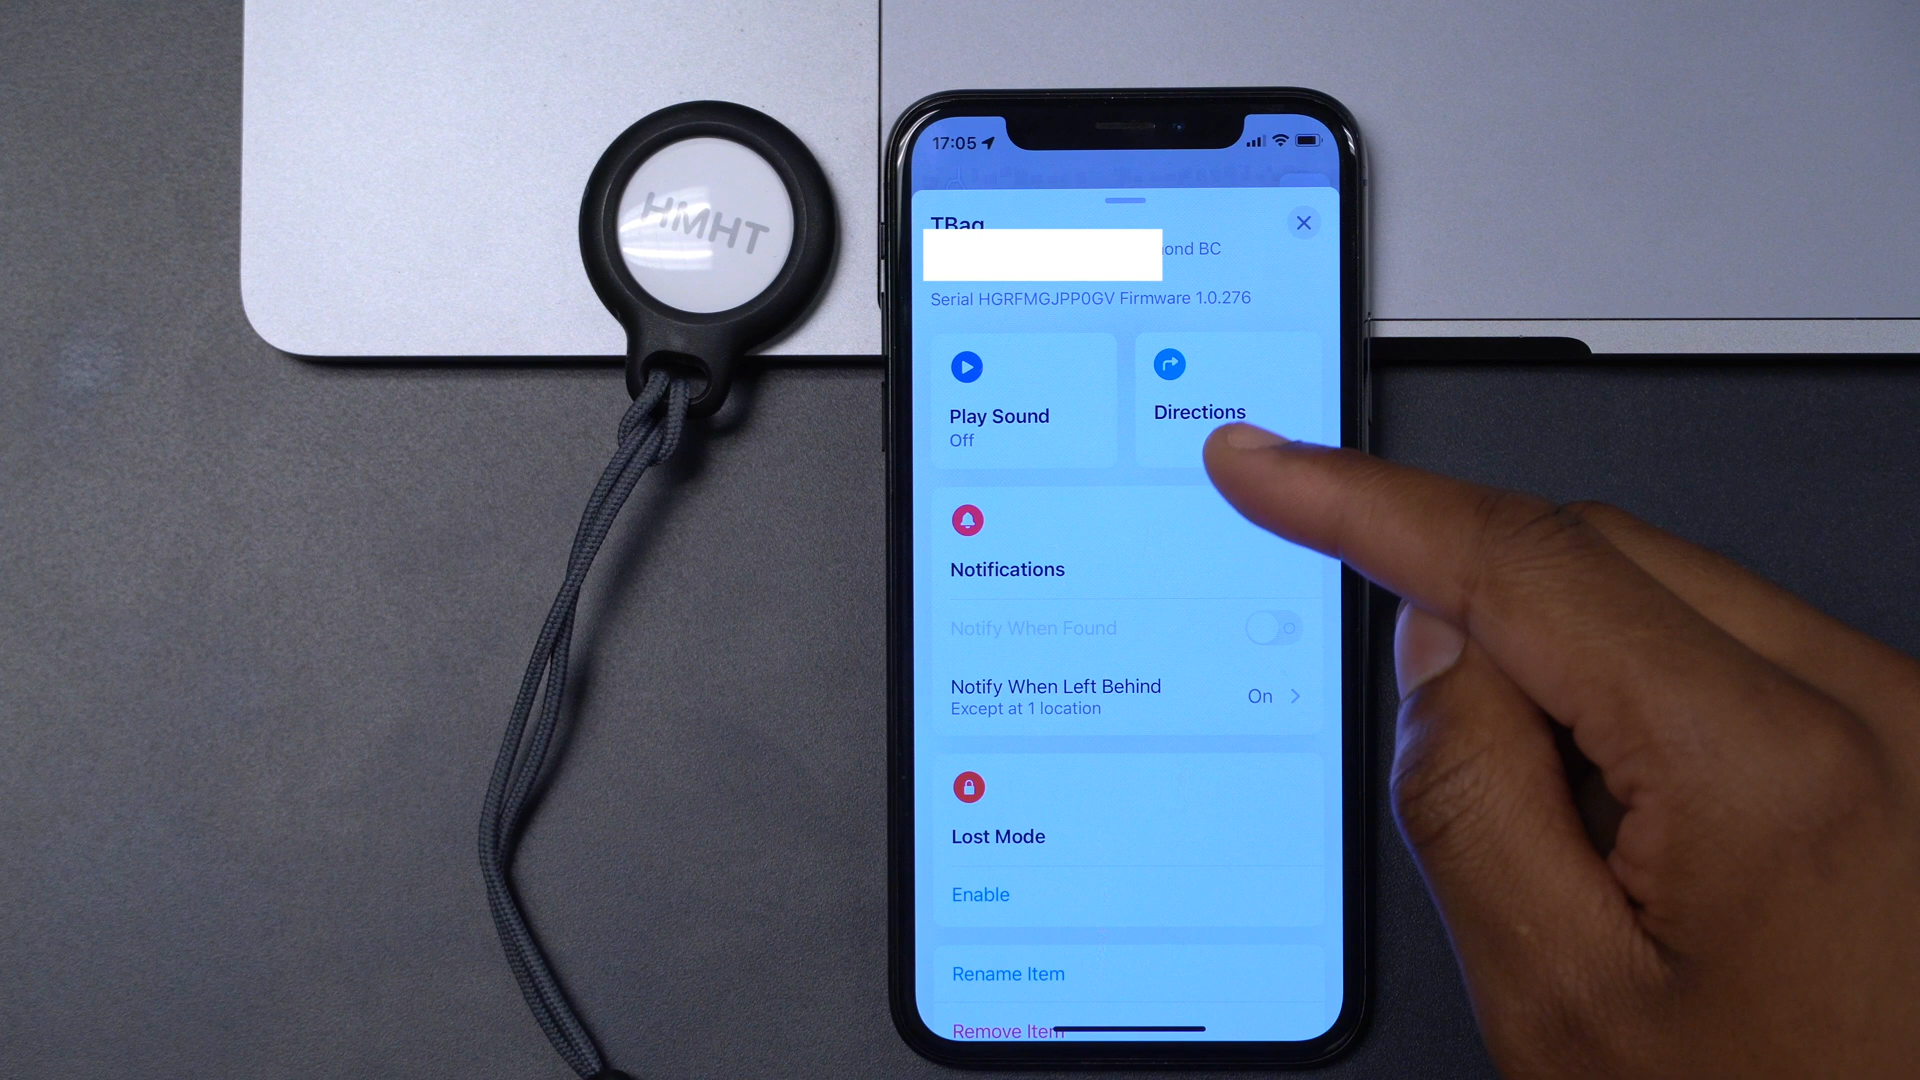 HMHT
17:05
TBag
ond BC
Serial HGRFMGJPP0GV Firmware 1.0.276
Play Sound
Off
Directions
Notifications
Notify When Found
Notify When Left Behind
Except at 1 location
On
Lost Mode
Enable
Rename Item
Remove Item